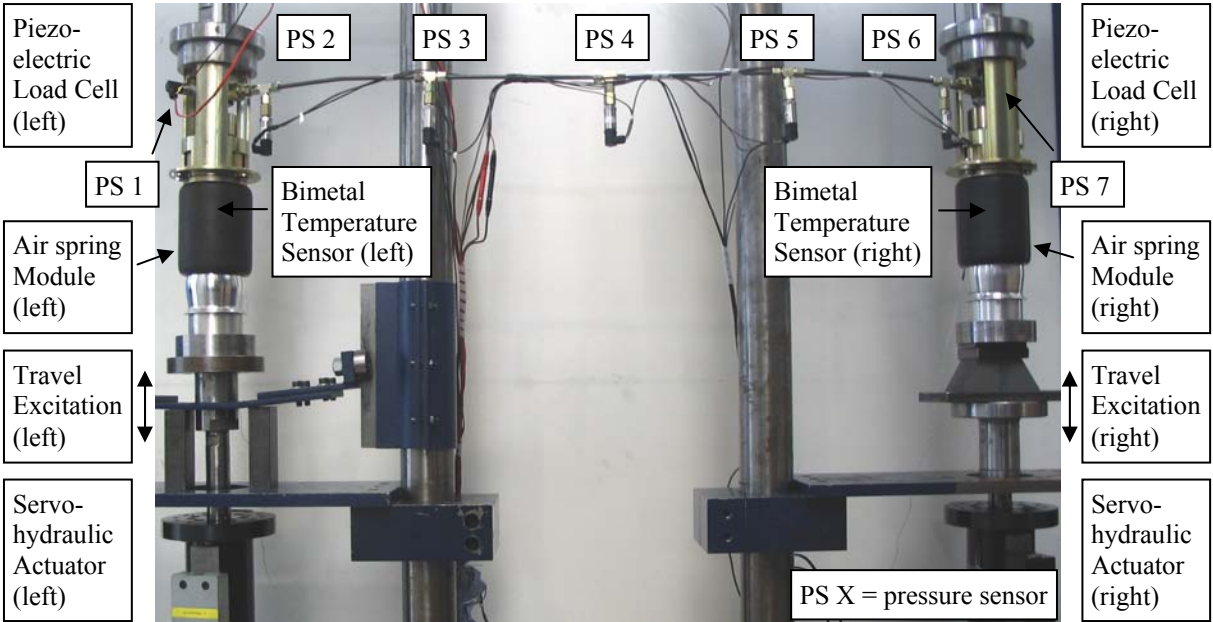 Piezo-
electric
Load Cell
(left)
PS 2
PS 3
PS 4
PS 5
PS 6
Piezo-
electric
Load Cell
(right)
PS 1
Bimetal
Temperature
Sensor (left)
Bimetal
Temperature
Sensor (right)
PS 7
Air spring
Module
(left)
Air spring
Module
(right)
Travel
Excitation
(left)
Travel
Excitation
(right)
Servo-
hydraulic
Actuator
(left)
Servo-
hydraulic
Actuator
(right)
PS X = pressure sensor